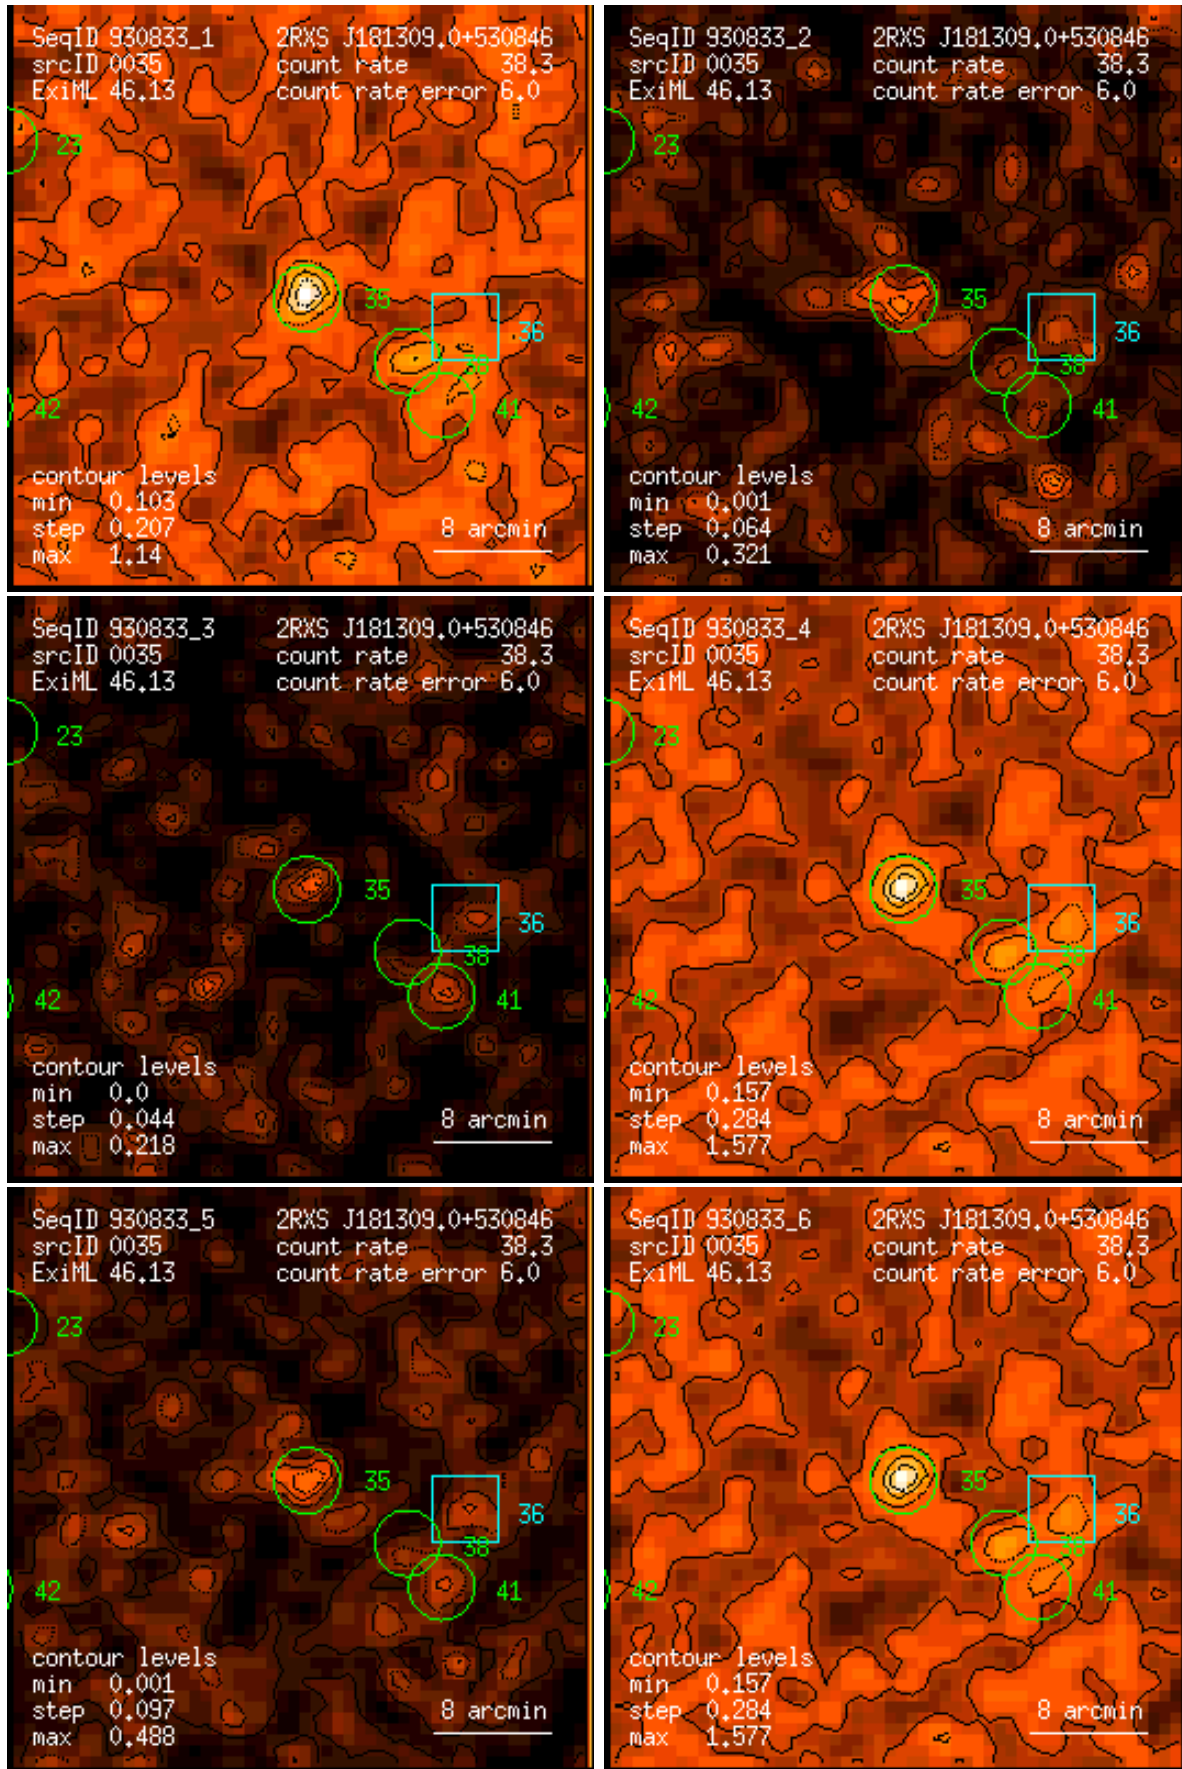 SeqID 930833_1 2RXS J181309.0+530846
srcID 0035 count rate 38.3
ExiML 46.13 count rate error 6.0
23
35
36
38
42 41
contour levels
min 0.103
step 0.207 8 arcmin
max 1.14
SeqID 930833_2 2RXS J181309.0+530846
srcID 0035 count rate 38.3
ExiML 46.13 count rate error 6.0
23
35
36
38
42 41
contour levels
min 0.001
step 0.064 8 arcmin
max 0.321
SeqID 930833_3 2RXS J181309.0+530846
srcID 0035 count rate 38.3
ExiML 46.13 count rate error 6.0
23
35
36
38
42 41
contour levels
min 0.0
step 0.044 8 arcmin
max 0.218
SeqID 930833_4 2RXS J181309.0+530846
srcID 0035 count rate 38.3
ExiML 46.13 count rate error 6.0
23
35
36
38
42 41
contour levels
min 0.157
step 0.284 8 arcmin
max 1.577
SeqID 930833_5 2RXS J181309.0+530846
srcID 0035 count rate 38.3
ExiML 46.13 count rate error 6.0
23
35
36
38
42 41
contour levels
min 0.001
step 0.097 8 arcmin
max 0.488
SeqID 930833_6 2RXS J181309.0+530846
srcID 0035 count rate 38.3
ExiML 46.13 count rate error 6.0
23
35
36
38
42 41
contour levels
min 0.157
step 0.284 8 arcmin
max 1.577